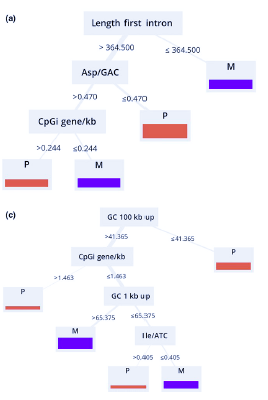 (a)
Length first intron
> 364.500
≤ 364.500
Asp/GAC
M
>0.470
≤0.470
CpGi gene/kb
P
>0.244
≤0.244
P
M
(c)
GC 100 kb up
>41.365
≤41.365
CpGi gene/kb
P
>1.463
≤1.463
P
GC 1 kb up
>65.375
≤65.375
M
Ile/ATC
>0.405
≤0.405
P
M